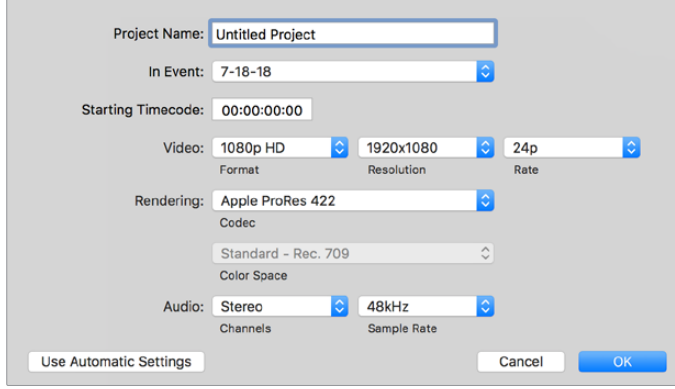 Project Name: Untitled Project
In Event: 7-18-18
Starting Timecode: 00:00:00:00
Video: 1080p HD 1920x1080 24p
Format Resolution Rate
Rendering: Apple ProRes 422
Codec
Standard - Rec. 709
Color Space
Audio: Stereo 48kHz
Channels Sample Rate
Use Automatic Settings Cancel OK